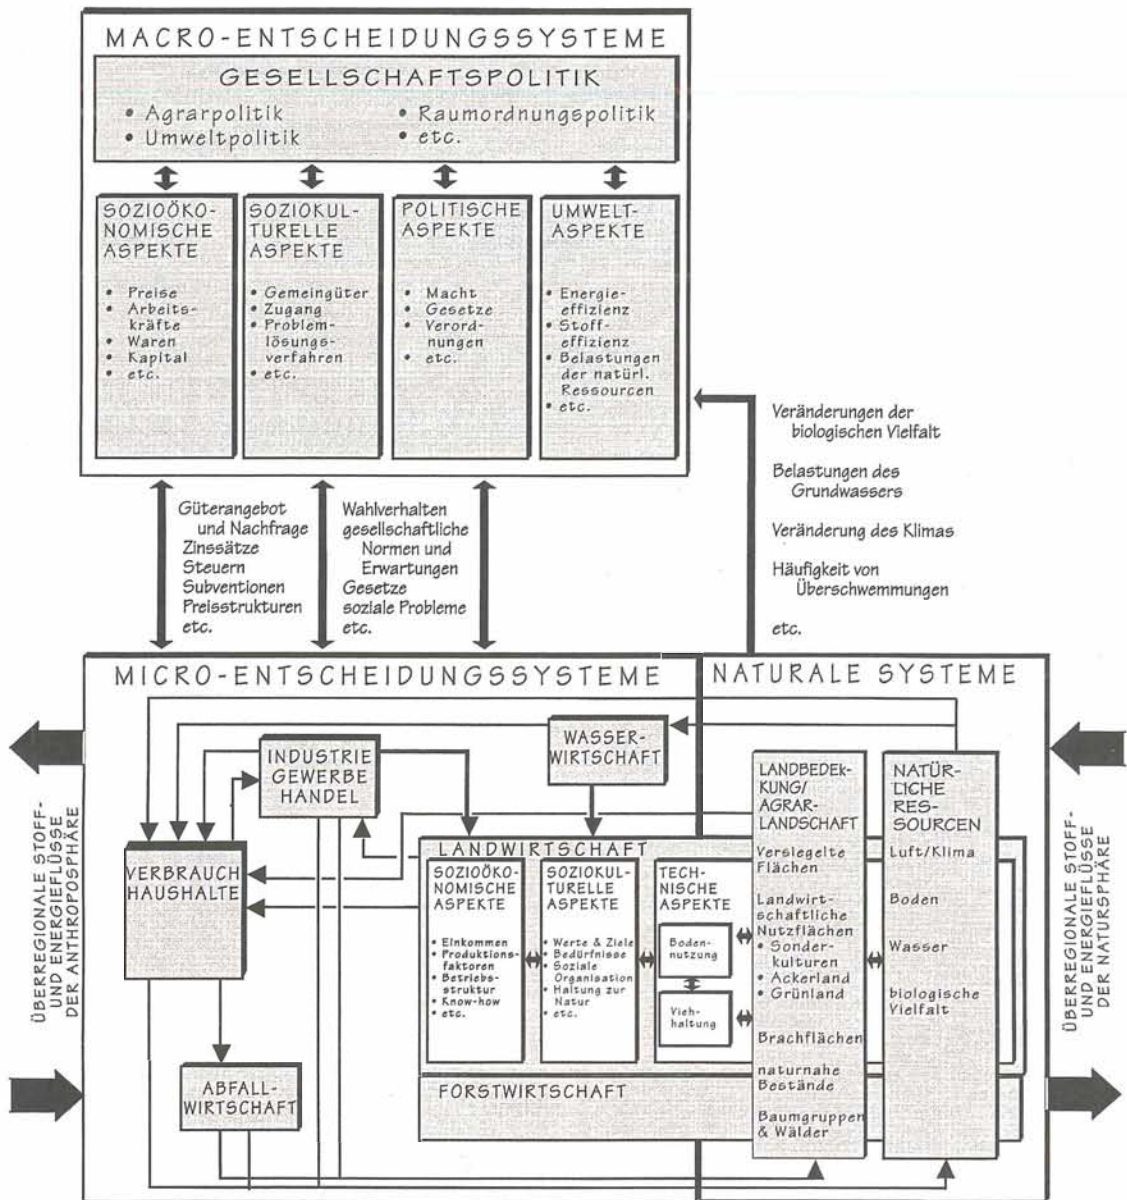 MACRO-ENTSCHEIDUNGSSYSTEME
GESELLSCHAFTSPOLITIK
• Agrarpolitik
• Umweltpolitik
• Raumordnungspolitik
• etc.
SOZIOÖKO-
NOMISCHE
ASPEKTE
• Preise
• Arbeits-
kräfte
• Waren
• Kapital
• etc.
SOZIOKUL-
TURELLE
ASPEKTE
• Gemeingüter
• Zugang
• Problem-
lösungs-
verfahren
• etc.
POLITISCHE
ASPEKTE
• Macht
• Gesetze
• Verord-
nungen
• etc.
UMWELT-
ASPEKTE
• Energie-
effizienz
• Stoff-
effizienz
• Belastungen
der natürl.
Ressourcen
• etc.
Güterangebot
und Nachfrage
Zinssätze
Steuern
Subventionen
Preisstrukturen
etc.
Wahlverhalten
gesellschaftliche
Normen und
Erwartungen
Gesetze
soziale Probleme
etc.
Veränderungen der
biologischen Vielfalt
Belastungen des
Grundwassers
Veränderung des Klimas
Häufigkeit von
Überschwemmungen
etc.
MICRO-ENTSCHEIDUNGSSYSTEME
NATURALE SYSTEME
ÜBERREGIONALE STOFF-
UND ENERGIEFLÜSSE
DER ANTHROPOSPHÄRE
INDUSTRIE
GEWERBE
HANDEL
WASSER-
WIRTSCHAFT
VERBRAUCH
HAUSHALTE
ABFALL-
WIRTSCHAFT
LANDWIRTSCHAFT
SOZIOÖKO-
NOMISCHE
ASPEKTE
• Einkommen
• Produktions-
faktoren
• Betriebs-
struktur
• Know-how
• etc.
SOZIOKUL-
TURELLE
ASPEKTE
• Werte & Ziele
• Bedürfnisse
• Soziale
Organisation
• Haltung zur
Natur
• etc.
TECH-
NISCHE
ASPEKTE
Boden-
nutzung
Vieh-
haltung
FORSTWIRTSCHAFT
LANDBEDEK-
KUNG/
AGRAR-
LANDSCHAFT
Versiegelte
Flächen
Landwirt-
schaftliche
Nutzflächen
• Sonder-
kulturen
• Ackerland
• Grünland
Brachflächen
naturnahe
Bestände
Baumgruppen
& Wälder
NATÜR-
LICHE
RES-
SOURCEN
Luft/Klima
Boden
Wasser
biologische
Vielfalt
ÜBERREGIONALE STOFF-
UND ENERGIEFLÜSSE
DER NATURSPHÄRE